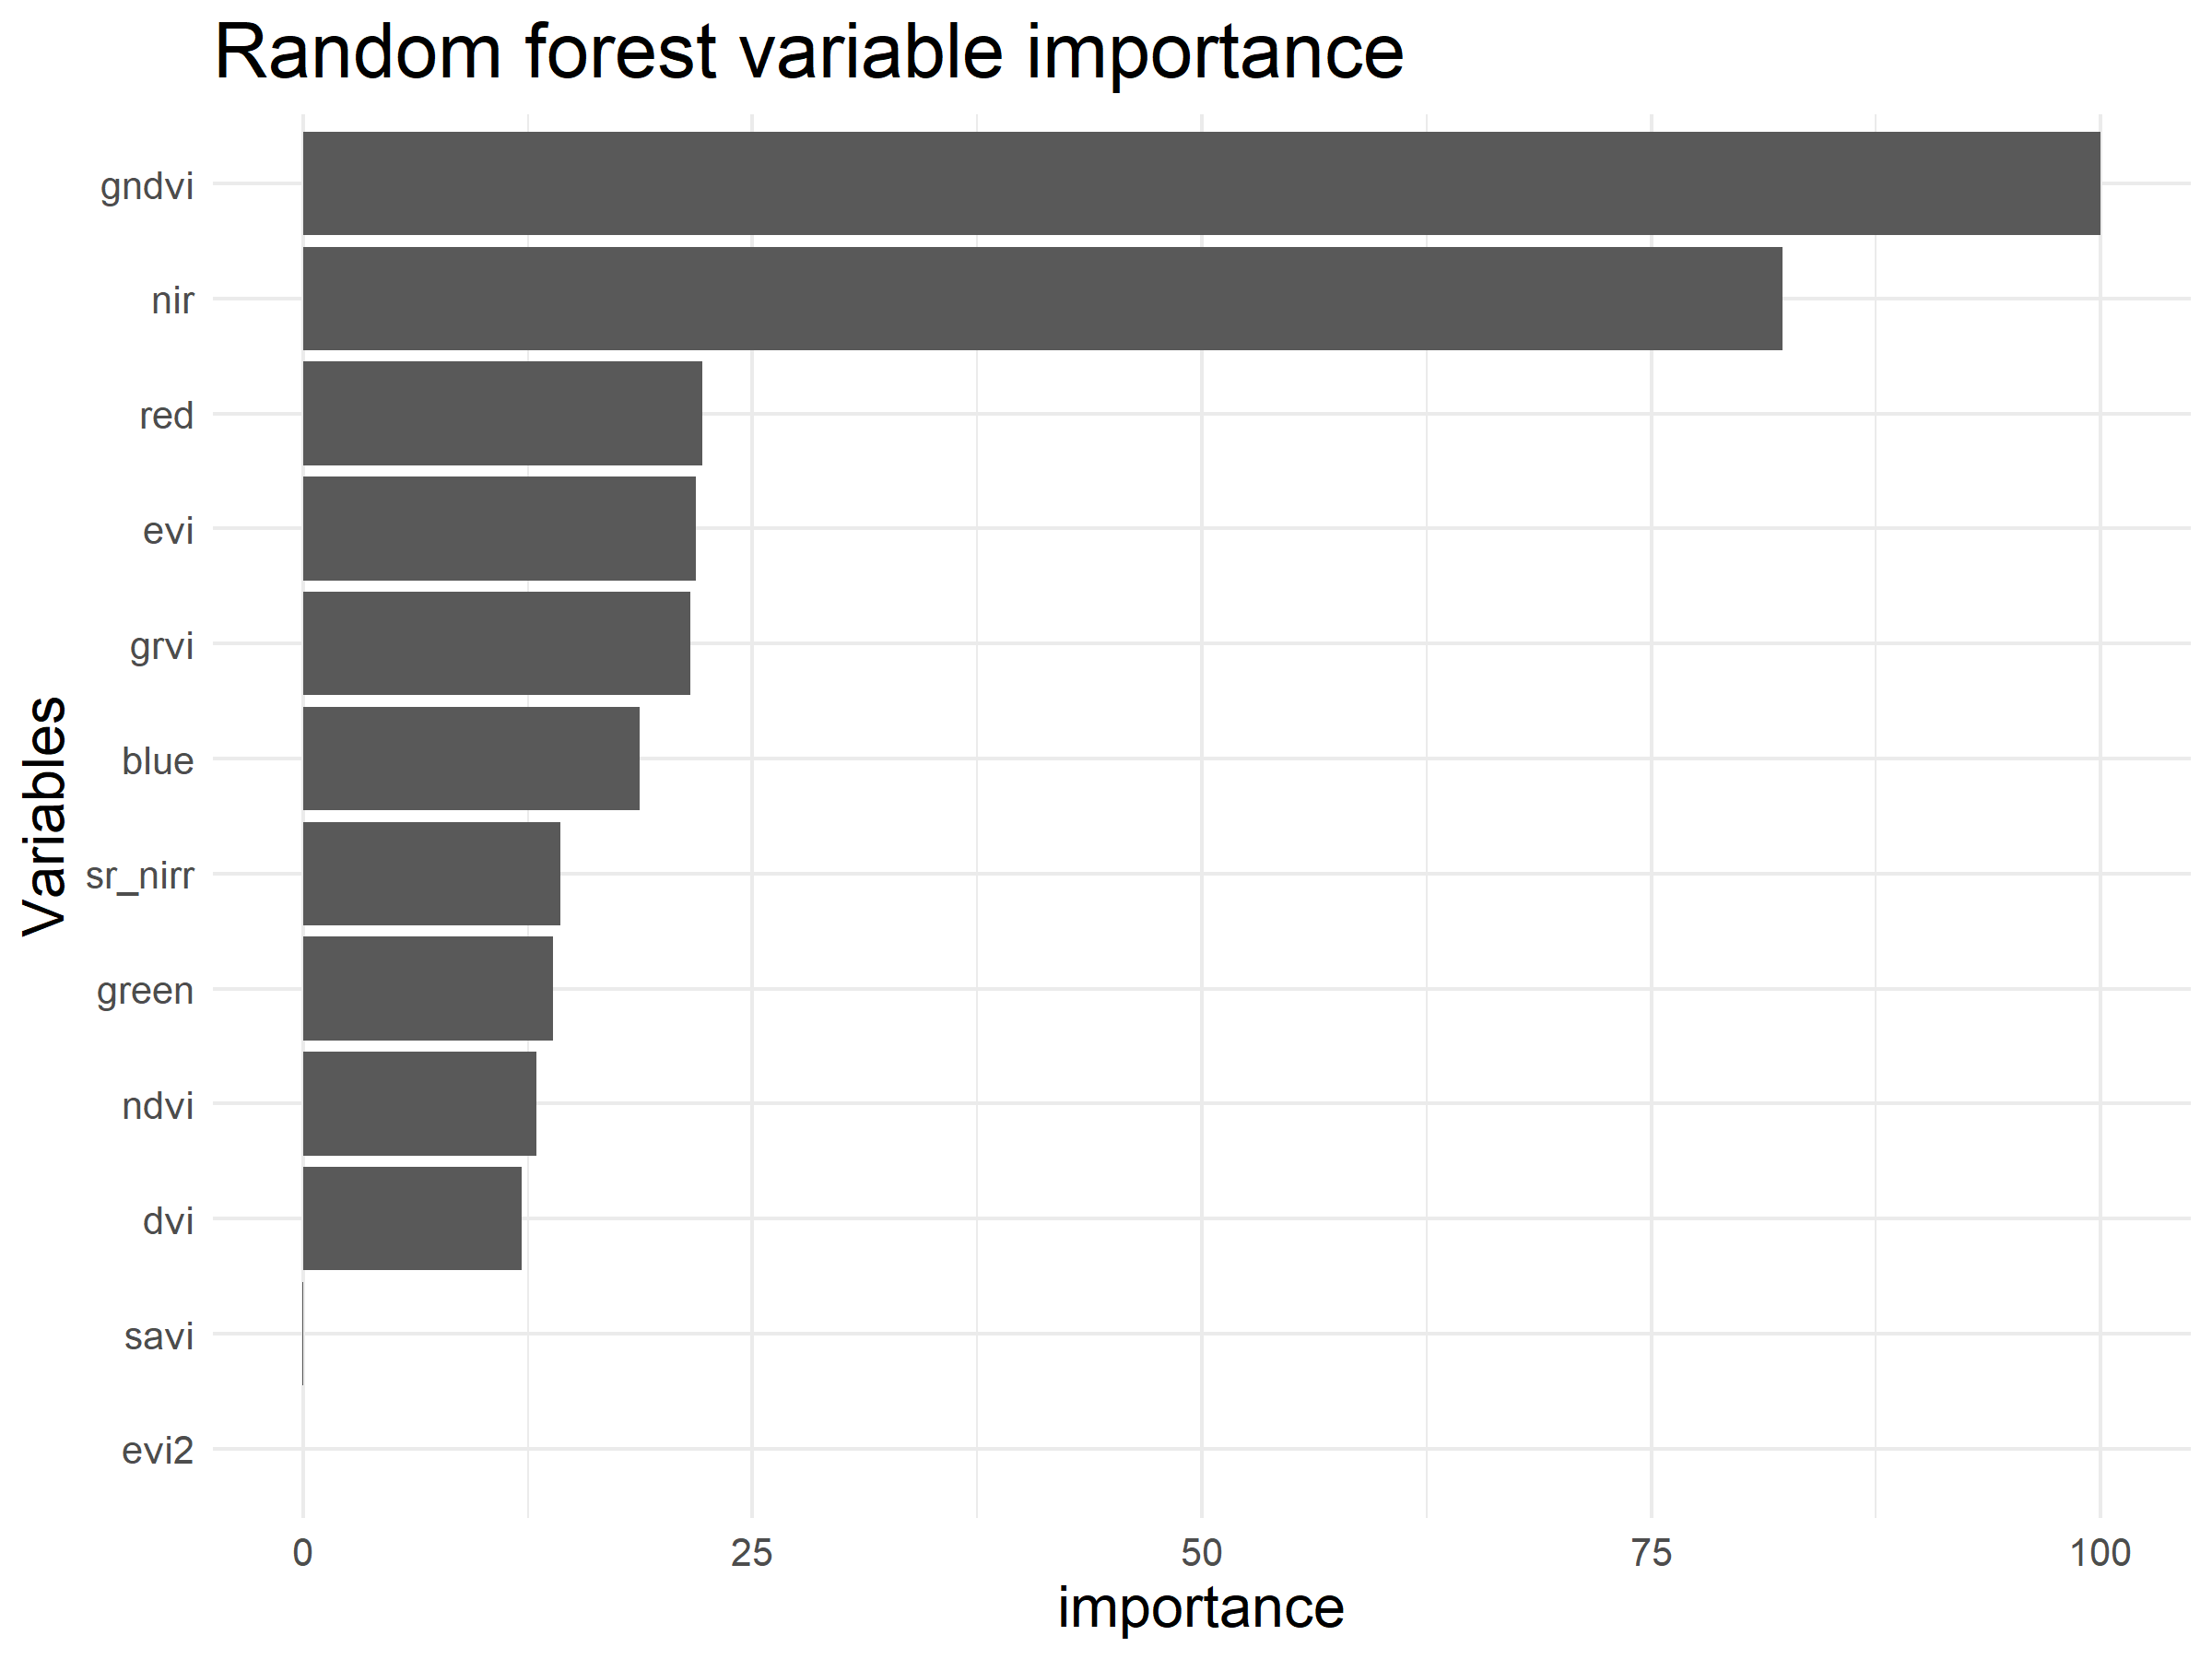 Random forest variable importance
gndvi
nir
red
evi
grvi
blue
sr_nirr
green
ndvi
dvi
savi
evi2
Variables
0 25 50 75 100
importance